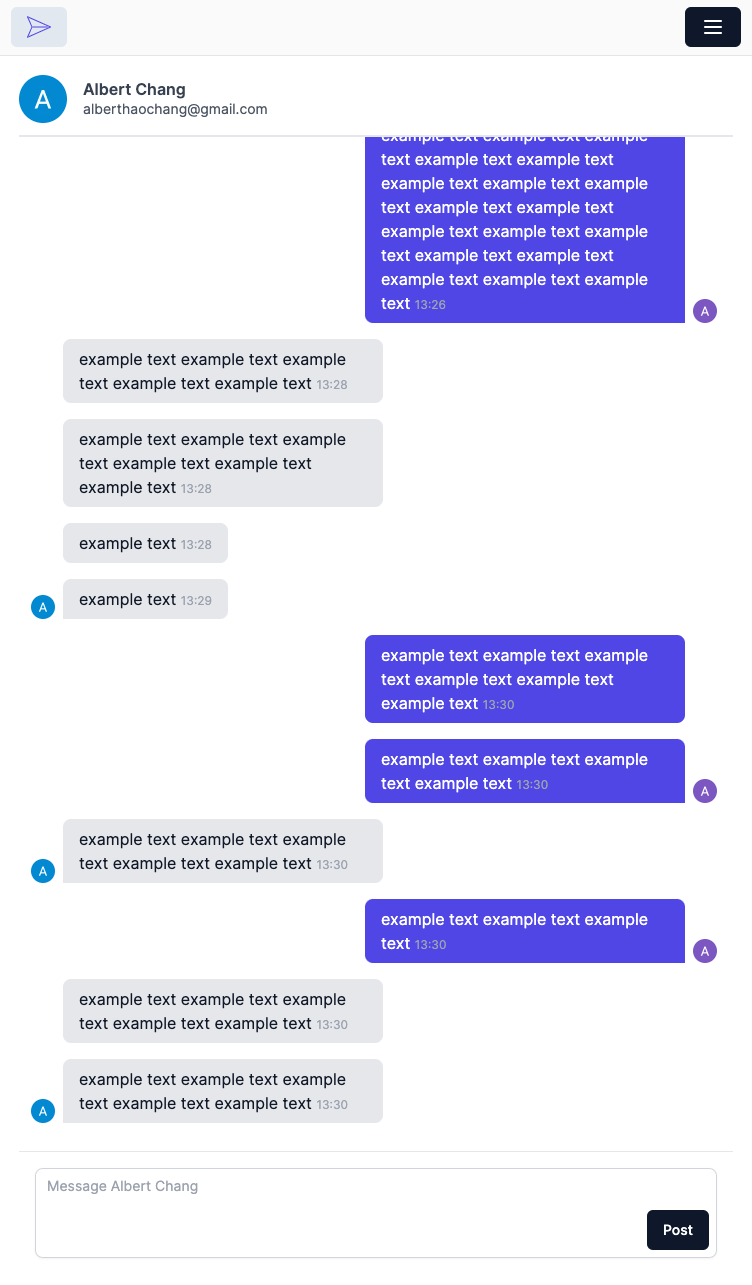 A
Albert Chang
alberthaochang@gmail.com
example text example text example
text example text example text
example text example text example
text example text example text
example text example text example
text example text example text
example text example text example
text 13:26
A
example text example text example
text example text example text 13:28
example text example text example
text example text example text
example text 13:28
example text 13:28
example text 13:29
A
example text example text example
text example text example text
example text 13:30
example text example text example
text example text 13:30
A
example text example text example
text example text example text 13:30
A
example text example text example
text 13:30
A
example text example text example
text example text example text 13:30
example text example text example
text example text example text 13:30
A
Message Albert Chang
Post